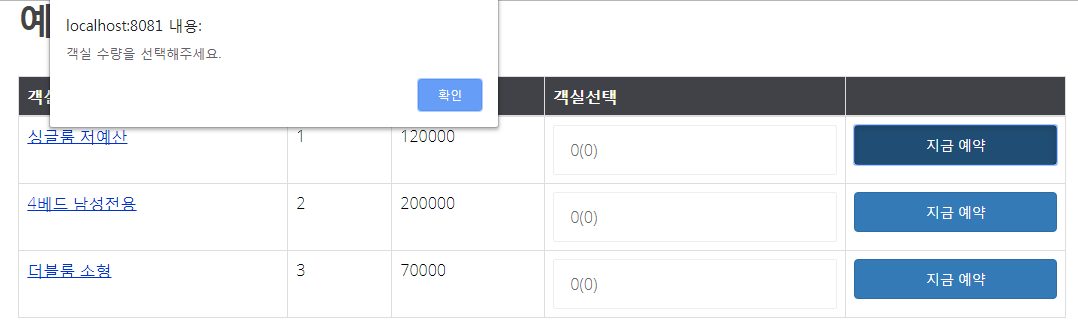 예
localhost:8081 내용:
객실 수량을 선택해주세요.
확인
객실 객실선택
싱글룸 저예산 1 120000 0(0) 지금 예약
4베드 남성전용 2 200000 0(0) 지금 예약
더블룸 소형 3 70000 0(0) 지금 예약